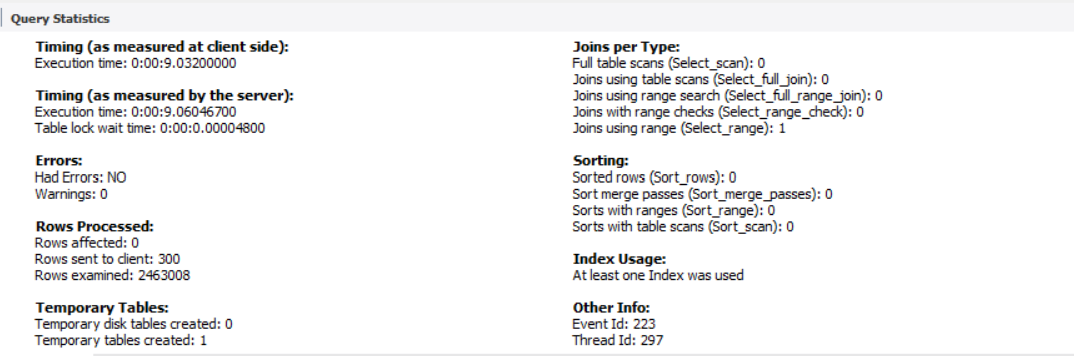 Query Statistics
Timing (as measured at client side):
Execution time: 0:00:9.03200000
Timing (as measured by the server):
Execution time: 0:00:9.06046700
Table lock wait time: 0:00:0.00004800
Errors:
Had Errors: NO
Warnings: 0
Rows Processed:
Rows affected: 0
Rows sent to client: 300
Rows examined: 2463008
Temporary Tables:
Temporary disk tables created: 0
Temporary tables created: 1
Joins per Type:
Full table scans (Select_scan): 0
Joins using table scans (Select_full_join): 0
Joins using range search (Select_full_range_join): 0
Joins with range checks (Select_range_check): 0
Joins using range (Select_range): 1
Sorting:
Sorted rows (Sort_rows): 0
Sort merge passes (Sort_merge_passes): 0
Sorts with ranges (Sort_range): 0
Sorts with table scans (Sort_scan): 0
Index Usage:
At least one Index was used
Other Info:
Event Id: 223
Thread Id: 297